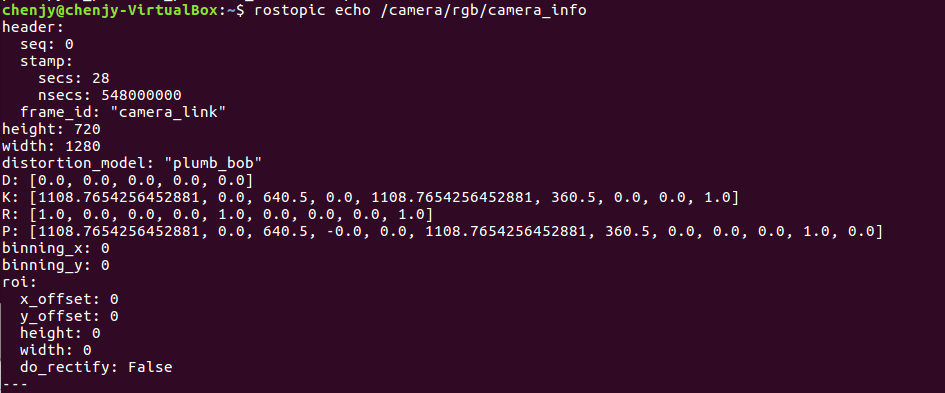 chenjy@chenjy-VirtualBox:~$ rostopic echo /camera/rgb/camera_info
header:
  seq: 0
  stamp:
    secs: 28
    nsecs: 548000000
  frame_id: "camera_link"
height: 720
width: 1280
distortion_model: "plumb_bob"
D: [0.0, 0.0, 0.0, 0.0, 0.0]
K: [1108.7654256452881, 0.0, 640.5, 0.0, 1108.7654256452881, 360.5, 0.0, 0.0, 1.0]
R: [1.0, 0.0, 0.0, 0.0, 1.0, 0.0, 0.0, 0.0, 1.0]
P: [1108.7654256452881, 0.0, 640.5, -0.0, 0.0, 1108.7654256452881, 360.5, 0.0, 0.0, 0.0, 1.0, 0.0]
binning_x: 0
binning_y: 0
roi:
  x_offset: 0
  y_offset: 0
  height: 0
  width: 0
  do_rectify: False
---